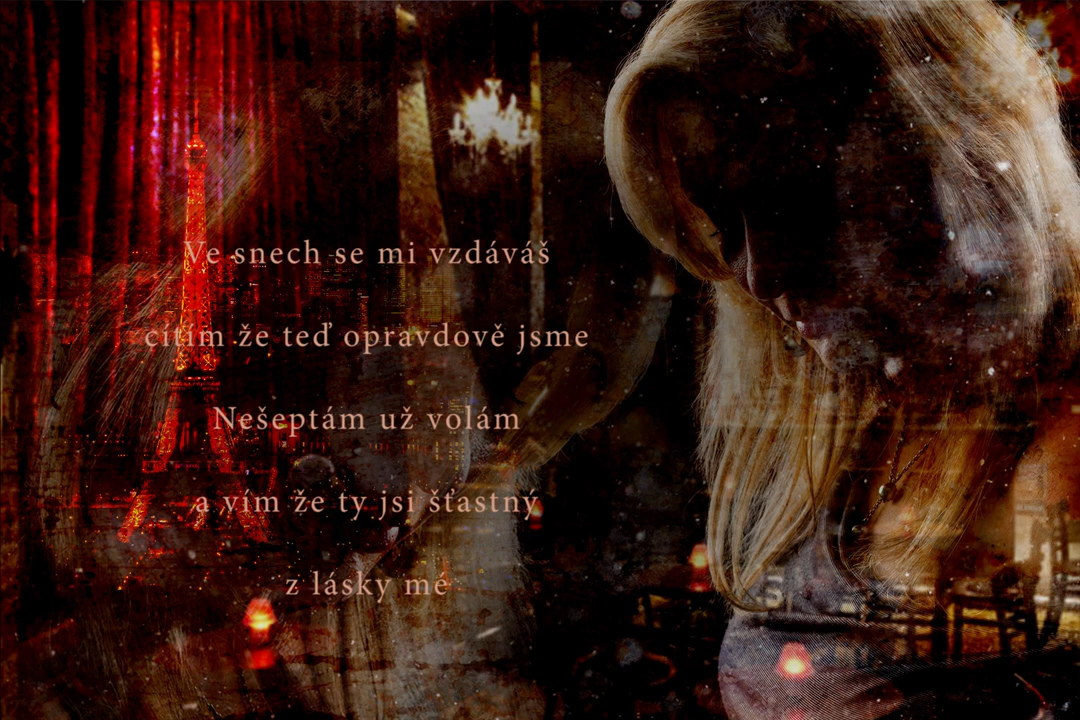 Ve snech se mi vzdáváš
cítím že teď opravdově jsme
Nešeptám už volám
a vím že ty jsi šťastný
z lásky mé